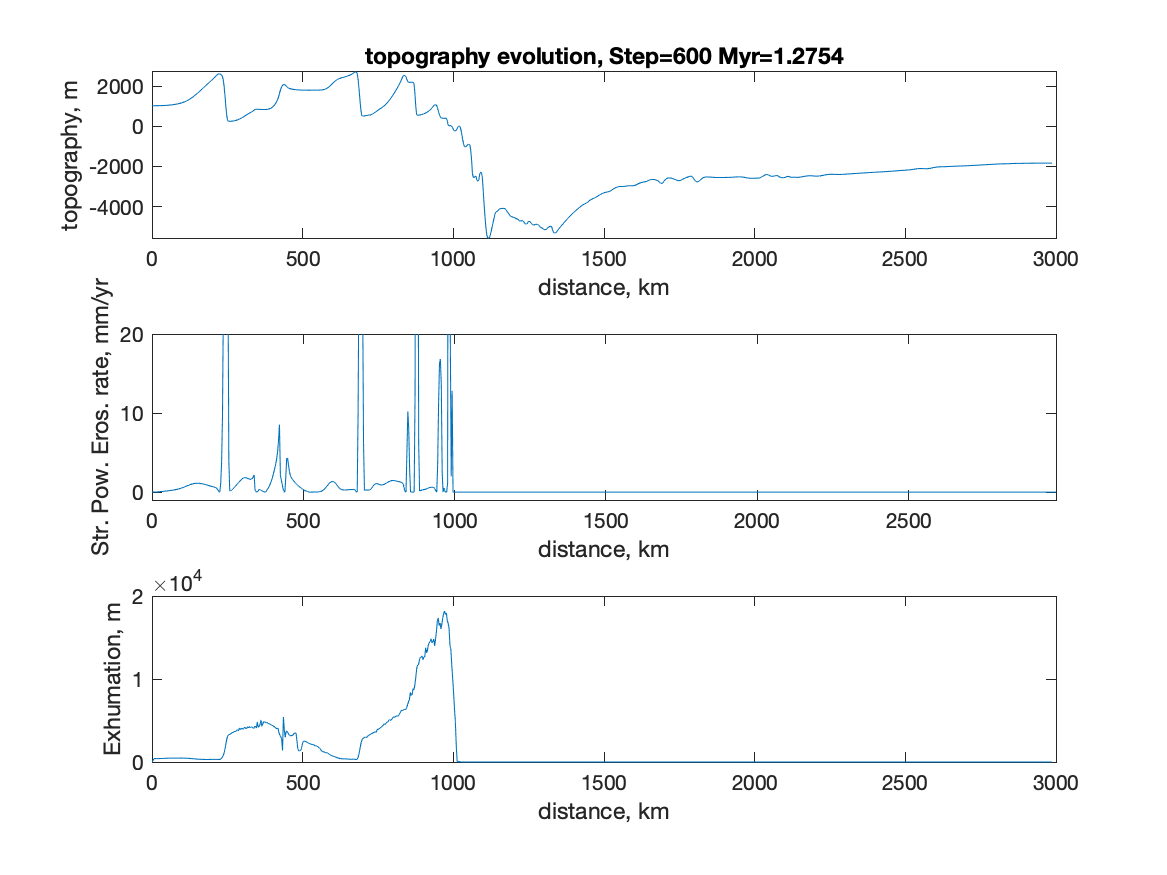 topography evolution, Step=600 Myr=1.2754
topography, m
2000
0
-2000
-4000
0 500 1000 1500 2000 2500 3000
distance, km
Str. Pow. Eros. rate, mm/yr
20
10
0
0 500 1000 1500 2000 2500
distance, km
Exhumation, m
×10⁴
2
1
0
0 500 1000 1500 2000 2500 3000
distance, km